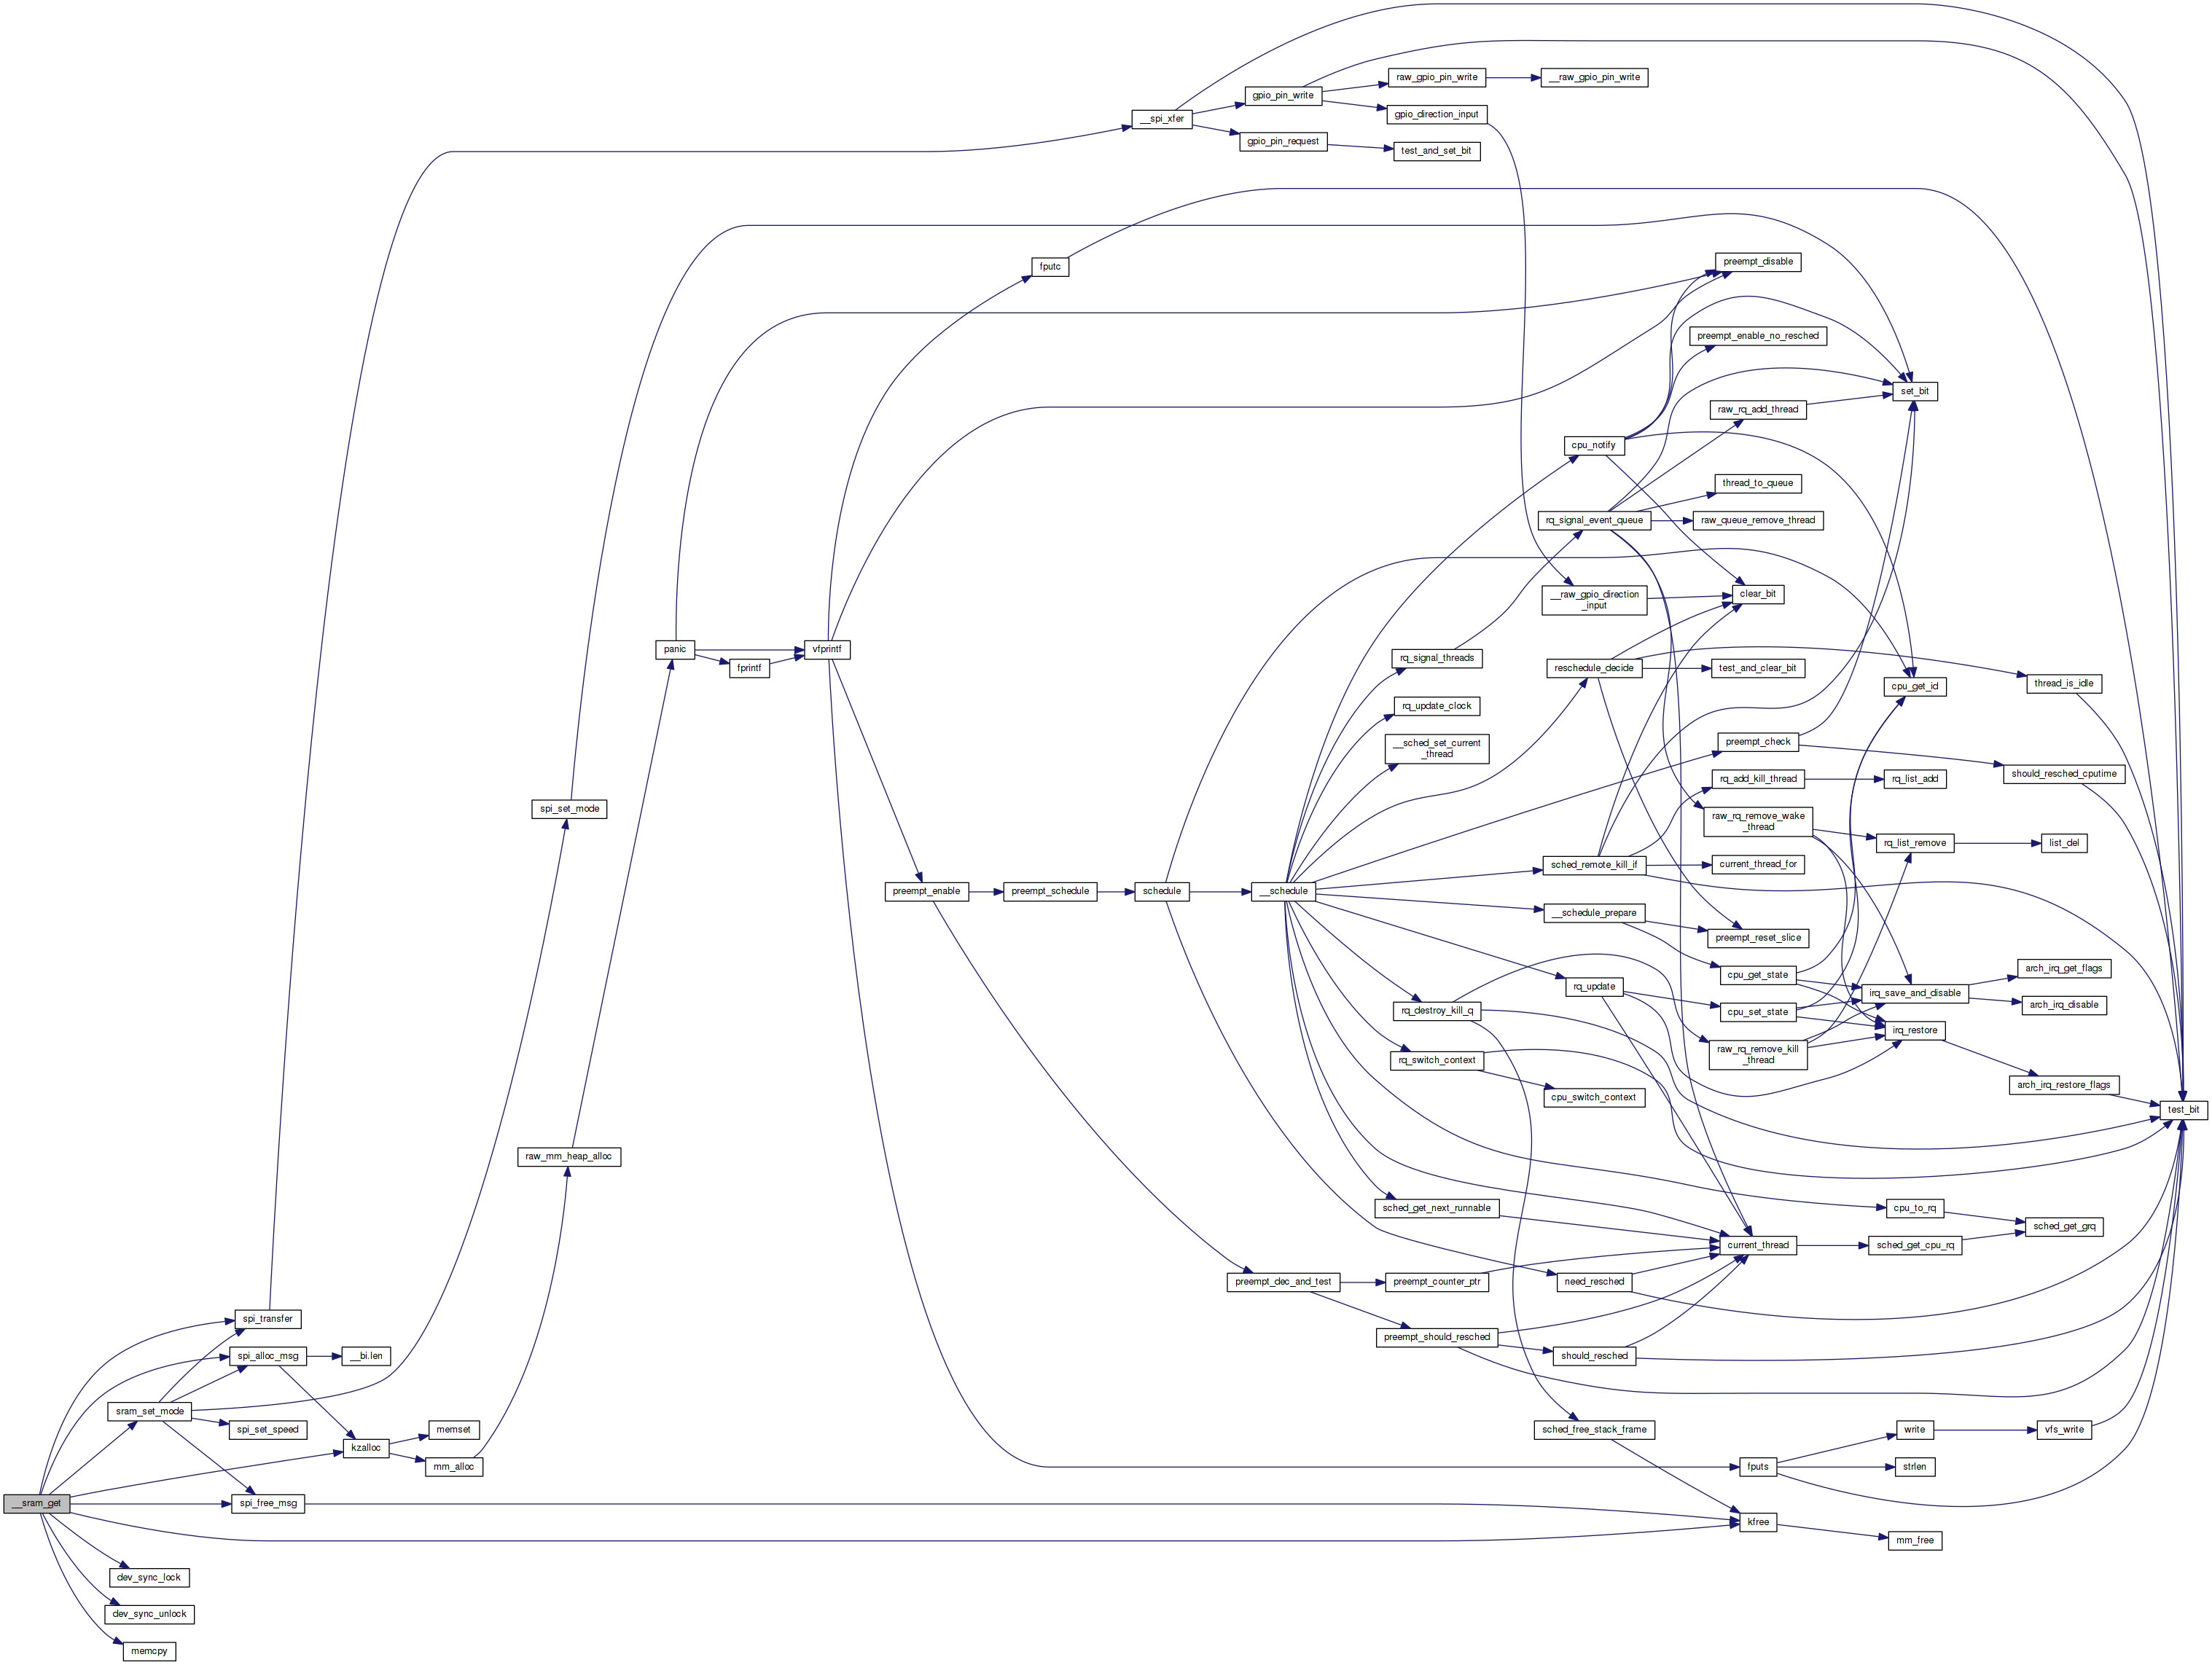 raw_gpio_pin_write
__raw_gpio_pin_write
gpio_pin_write
__spi_xfer
gpio_direction_input
gpio_pin_request
test_and_set_bit
fputc
preempt_disable
preempt_enable_no_resched
set_bit
raw_rq_add_thread
cpu_notify
thread_to_queue
rq_signal_event_queue
raw_queue_remove_thread
__raw_gpio_direction
_input
clear_bit
panic
vfprintf
fprintf
rq_signal_threads
reschedule_decide
test_and_clear_bit
thread_is_idle
cpu_get_id
rq_update_clock
__sched_set_current
_thread
preempt_check
should_resched_cputime
rq_add_kill_thread
rq_list_add
spi_set_mode
raw_rq_remove_wake
_thread
rq_list_remove
list_del
sched_remote_kill_if
current_thread_for
preempt_enable
preempt_schedule
schedule
__schedule
__schedule_prepare
preempt_reset_slice
cpu_get_state
arch_irq_get_flags
rq_update
irq_save_and_disable
arch_irq_disable
rq_destroy_kill_q
cpu_set_state
irq_restore
raw_rq_remove_kill
_thread
rq_switch_context
cpu_switch_context
arch_irq_restore_flags
test_bit
raw_mm_heap_alloc
sched_get_next_runnable
cpu_to_rq
sched_get_grq
current_thread
sched_get_cpu_rq
preempt_dec_and_test
preempt_counter_ptr
need_resched
preempt_should_resched
should_resched
spi_transfer
spi_alloc_msg
__bi.len
sram_set_mode
spi_set_speed
memset
kzalloc
mm_alloc
sched_free_stack_frame
write
vfs_write
fputs
strlen
__sram_get
spi_free_msg
kfree
mm_free
dev_sync_lock
dev_sync_unlock
memcpy